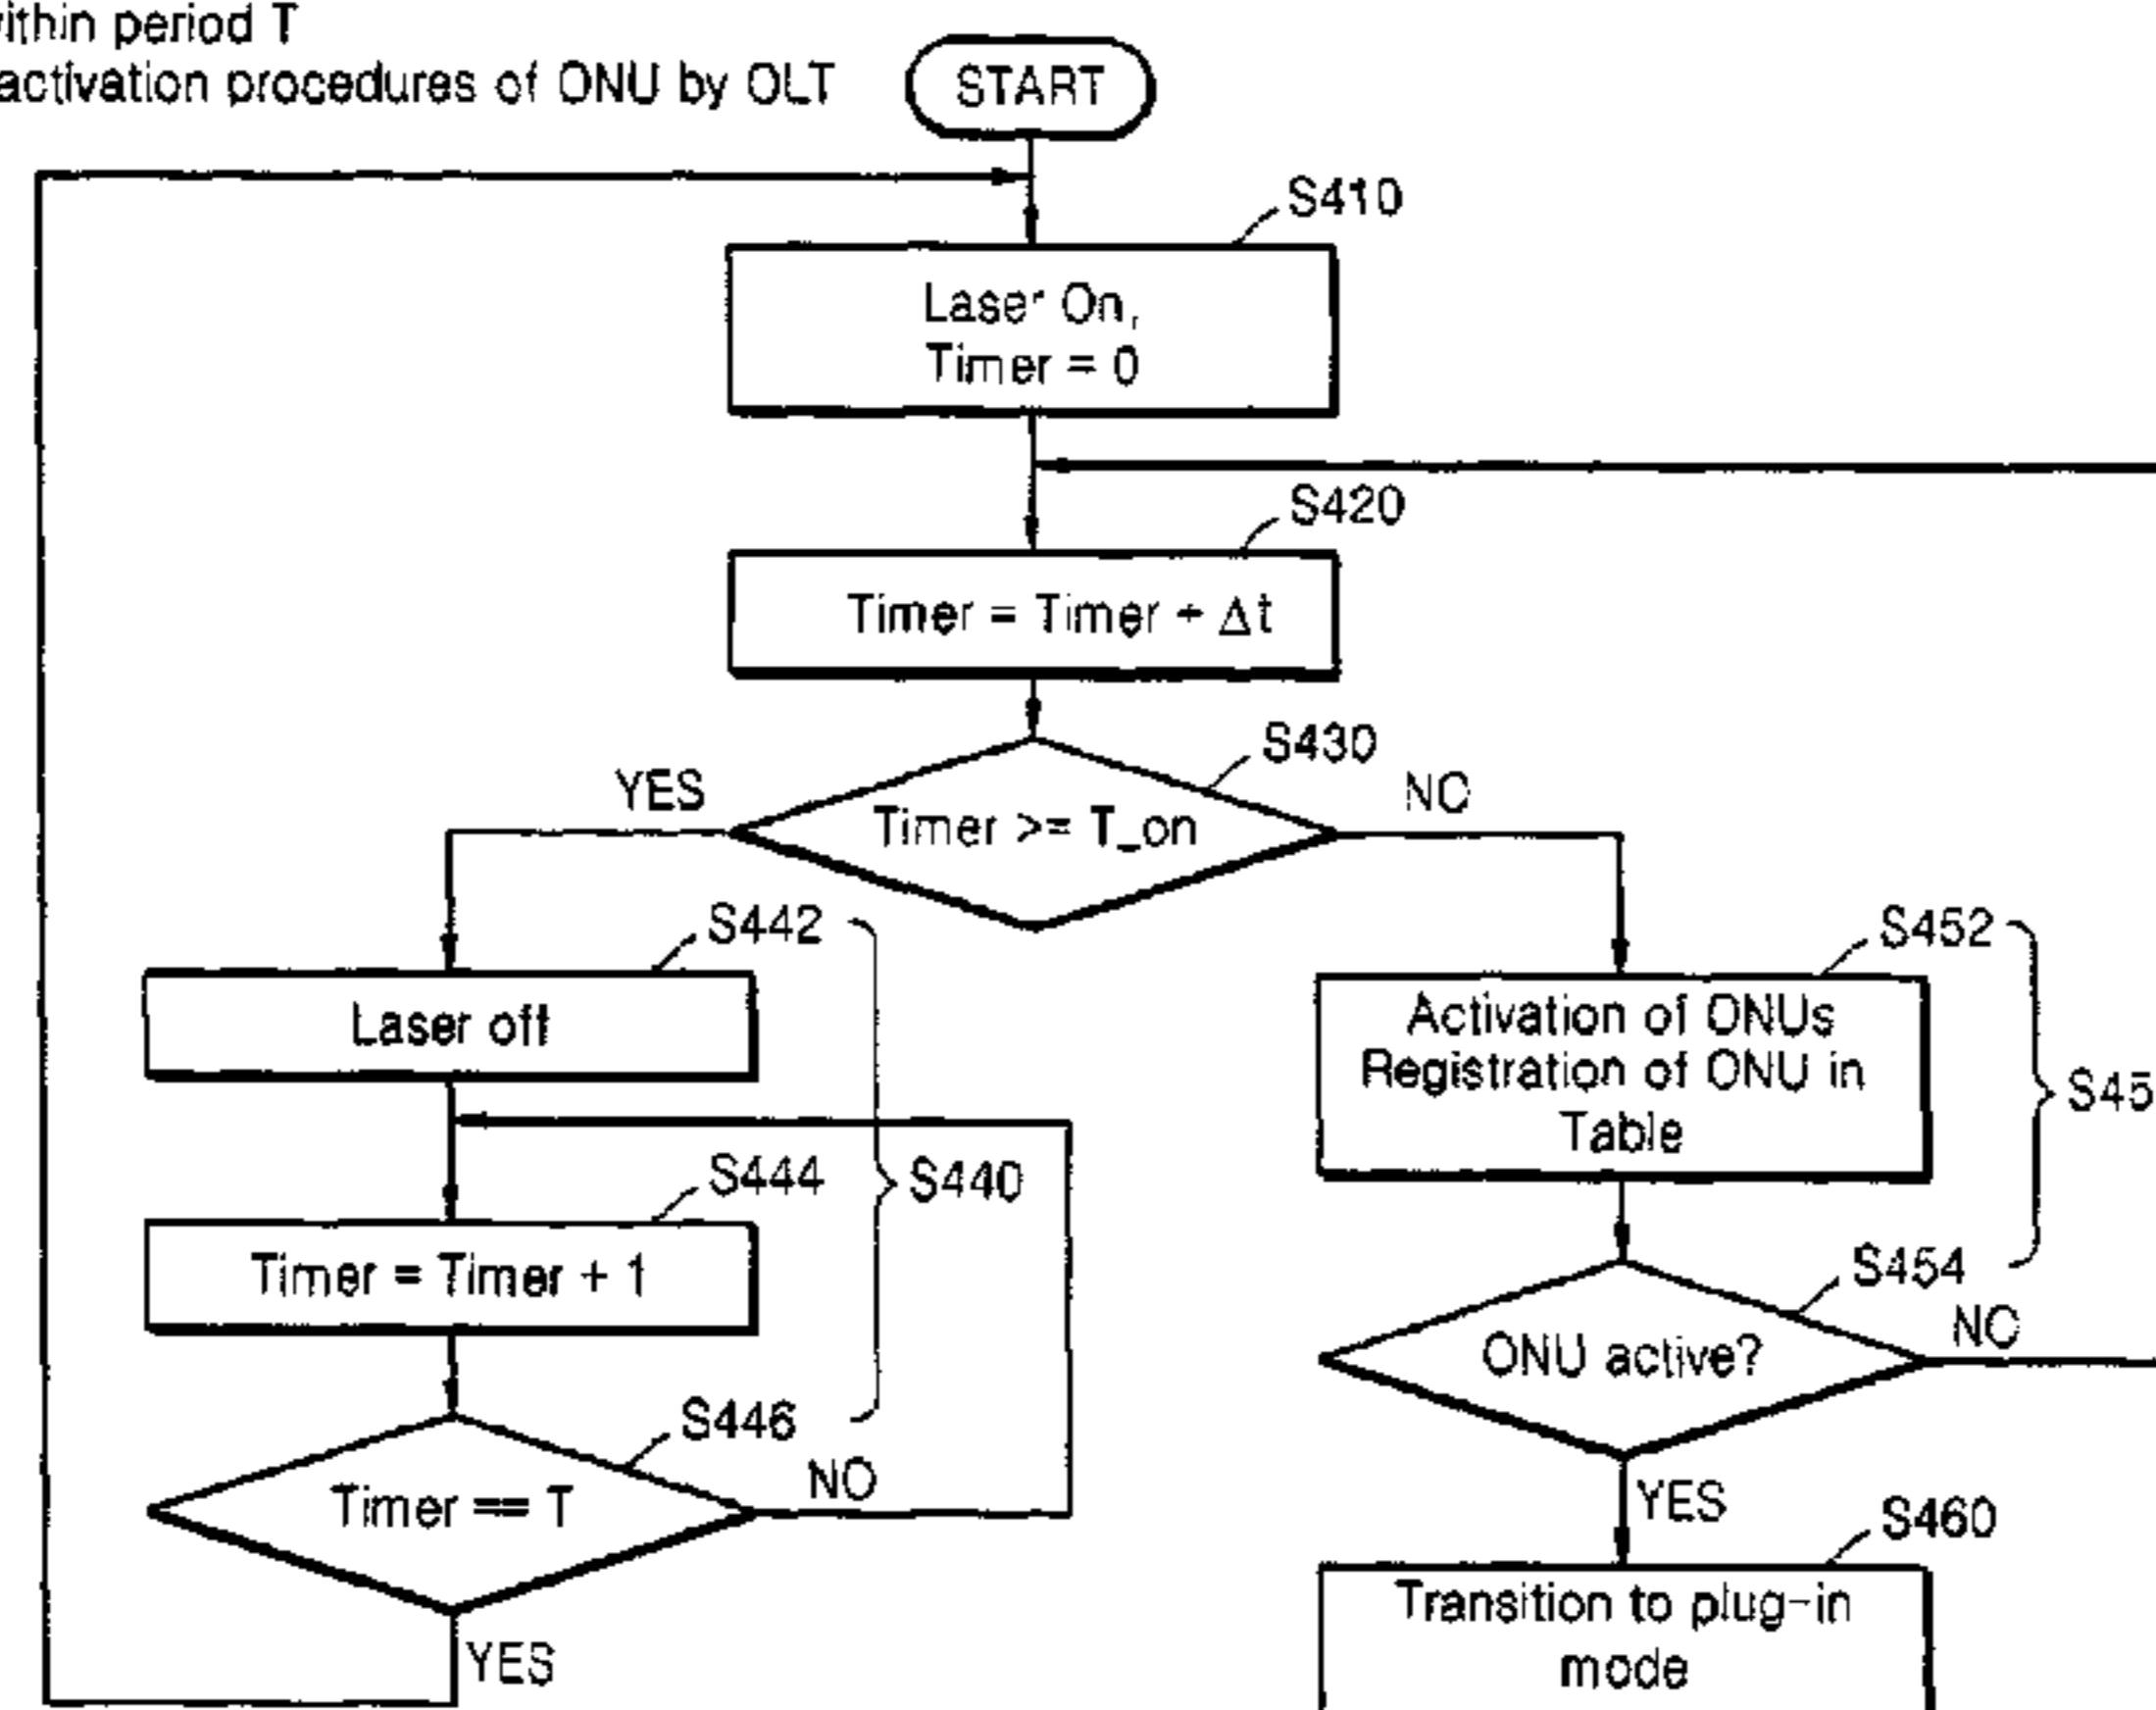 within period T
activation procedures of ONU by OLT
START
S410
Laser On,
Timer = 0
S420
Timer = Timer + Δt
S430
YES
Timer >= T_on
NO
S442
Laser off
S440
S444
Timer = Timer + 1
S446
Timer == T
NO
YES
S452
Activation of ONUs
Registration of ONU in
Table
S45
S454
ONU active?
NO
YES
S460
Transition to plug-in
mode